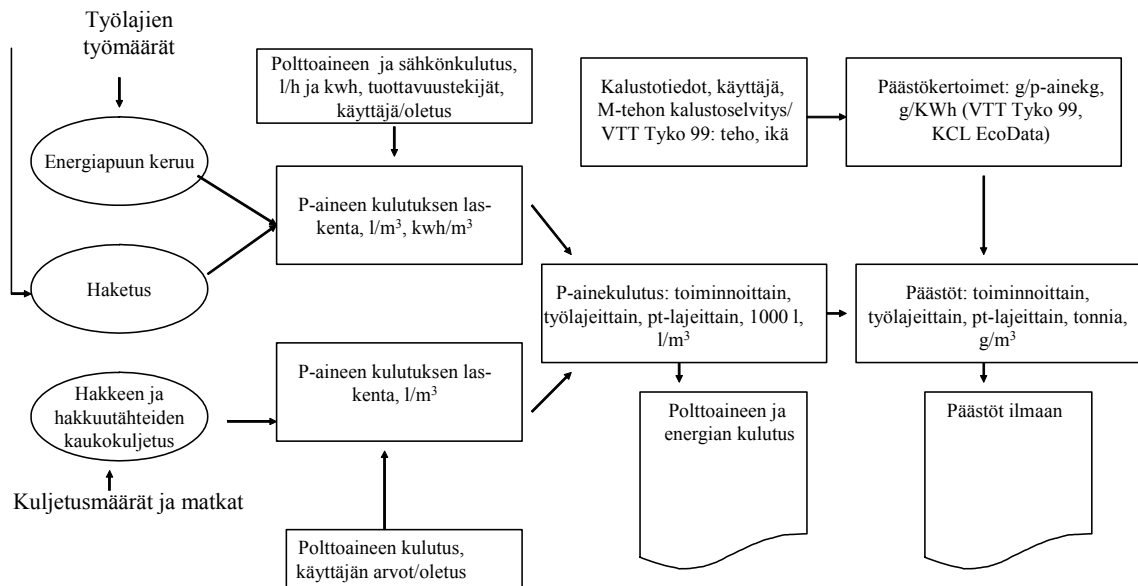 Työlajien
työmäärät
Polttoaineen ja sähkönkulutus,
l/h ja kwh, tuottavuustekijät,
käyttäjä/oletus
Kalustotiedot, käyttäjä,
M-tehon kalustoselvitys/
VTT Tyko 99: teho, ikä
Päästökertoimet: g/p-ainekg,
g/KWh (VTT Tyko 99,
KCL EcoData)
Energiapuun keruu
P-aineen kulutuksen las-
kenta, l/m³, kwh/m³
Haketus
P-ainekulutus: toiminnoittain,
työlajeittain, pt-lajeittain, 1000 l,
l/m³
Päästöt: toiminnoittain,
työlajeittain, pt-lajeittain, tonnia,
g/m³
Hakkeen ja
hakkuutähteiden
kaukokuljetus
P-aineen kulutuksen las-
kenta, l/m³
Polttoaineen ja
energian kulutus
Päästöt ilmaan
Kuljetusmäärät ja matkat
Polttoaineen kulutus,
käyttäjän arvot/oletus